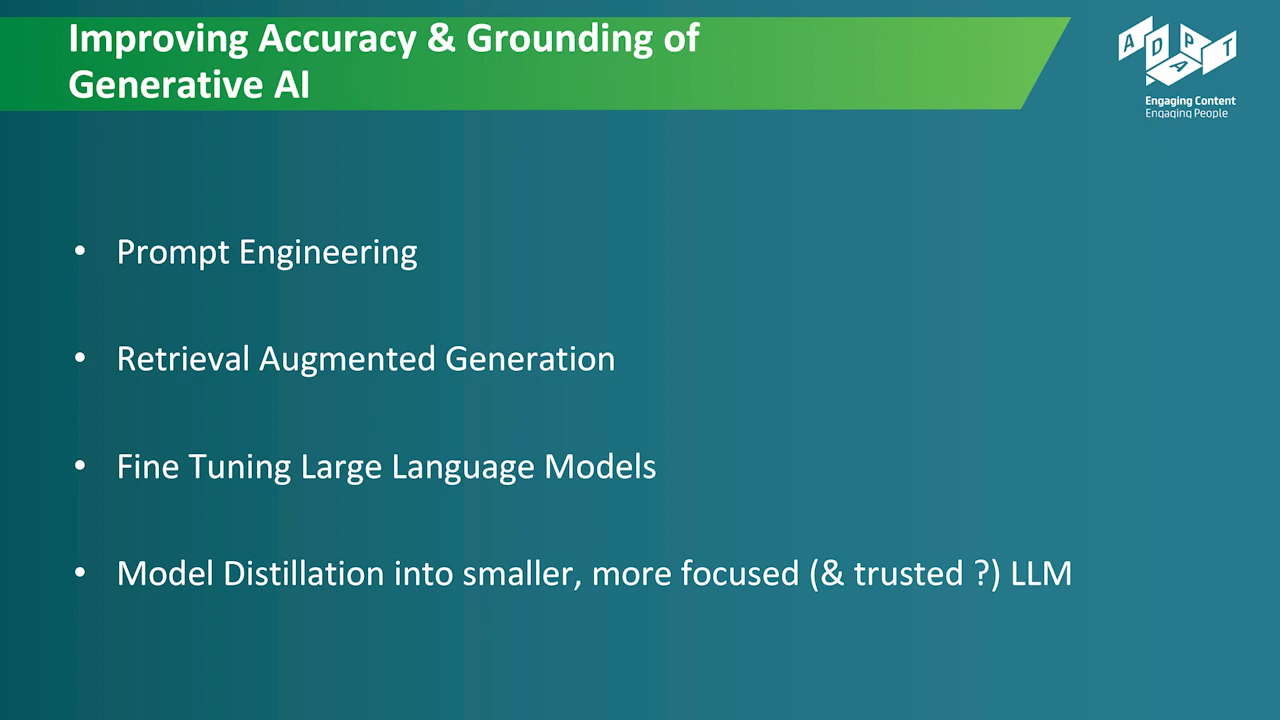 Improving Accuracy & Grounding of
Generative AI
ADAPT
Engaging Content
Engaging People
• Prompt Engineering
• Retrieval Augmented Generation
• Fine Tuning Large Language Models
• Model Distillation into smaller, more focused (& trusted ?) LLM